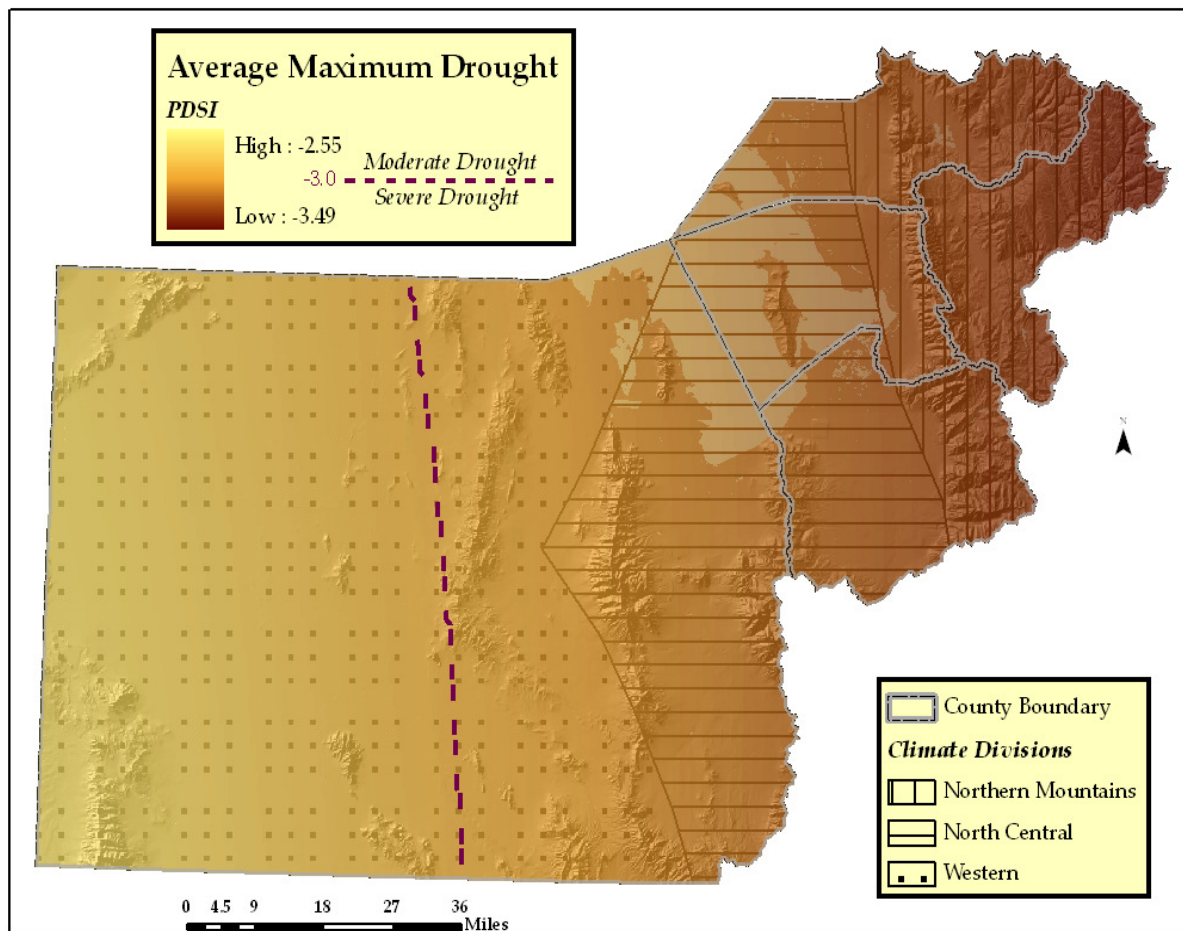 Average Maximum Drought
PDSI
High : -2.55
Moderate Drought
-3.0
Severe Drought
Low : -3.49
N
County Boundary
Climate Divisions
Northern Mountains
North Central
Western
0 4.5 9 18 27 36
Miles